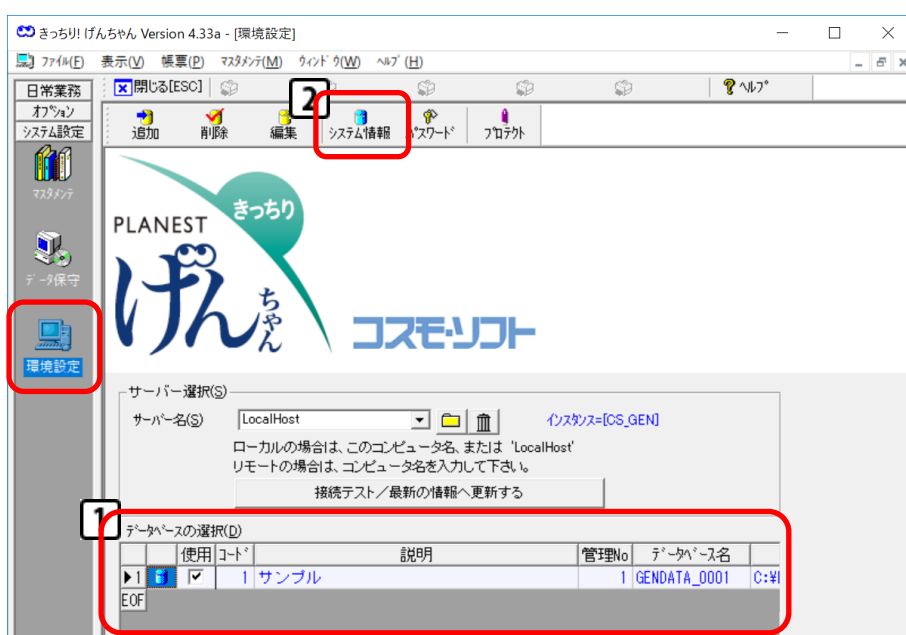 きっちり! げんちゃん Version 4.33a - [環境設定]
ファイル(F) 表示(V) 帳票(P) マスタメンテ(M) ウィンドウ(W) ヘルプ(H)
日常業務
オプション
システム設定
マスタメンテ
データ保守
環境設定
閉じる[ESC] ヘルプ
2
追加 削除 編集 システム情報 パスワード プロテクト
PLANEST きっちり
げんちゃん
コスモ・ソフト
サーバー選択(S)
サーバー名(S) LocalHost インスタンス=[CS_GEN]
ローカルの場合は、このコンピュータ名、または 'LocalHost'
リモートの場合は、コンピュータ名を入力して下さい。
接続テスト/最新の情報へ更新する
1
データベースの選択(D)
使用 コード 説明 管理No データベース名
1 1 サンプル 1 GENDATA_0001 C:¥
EOF